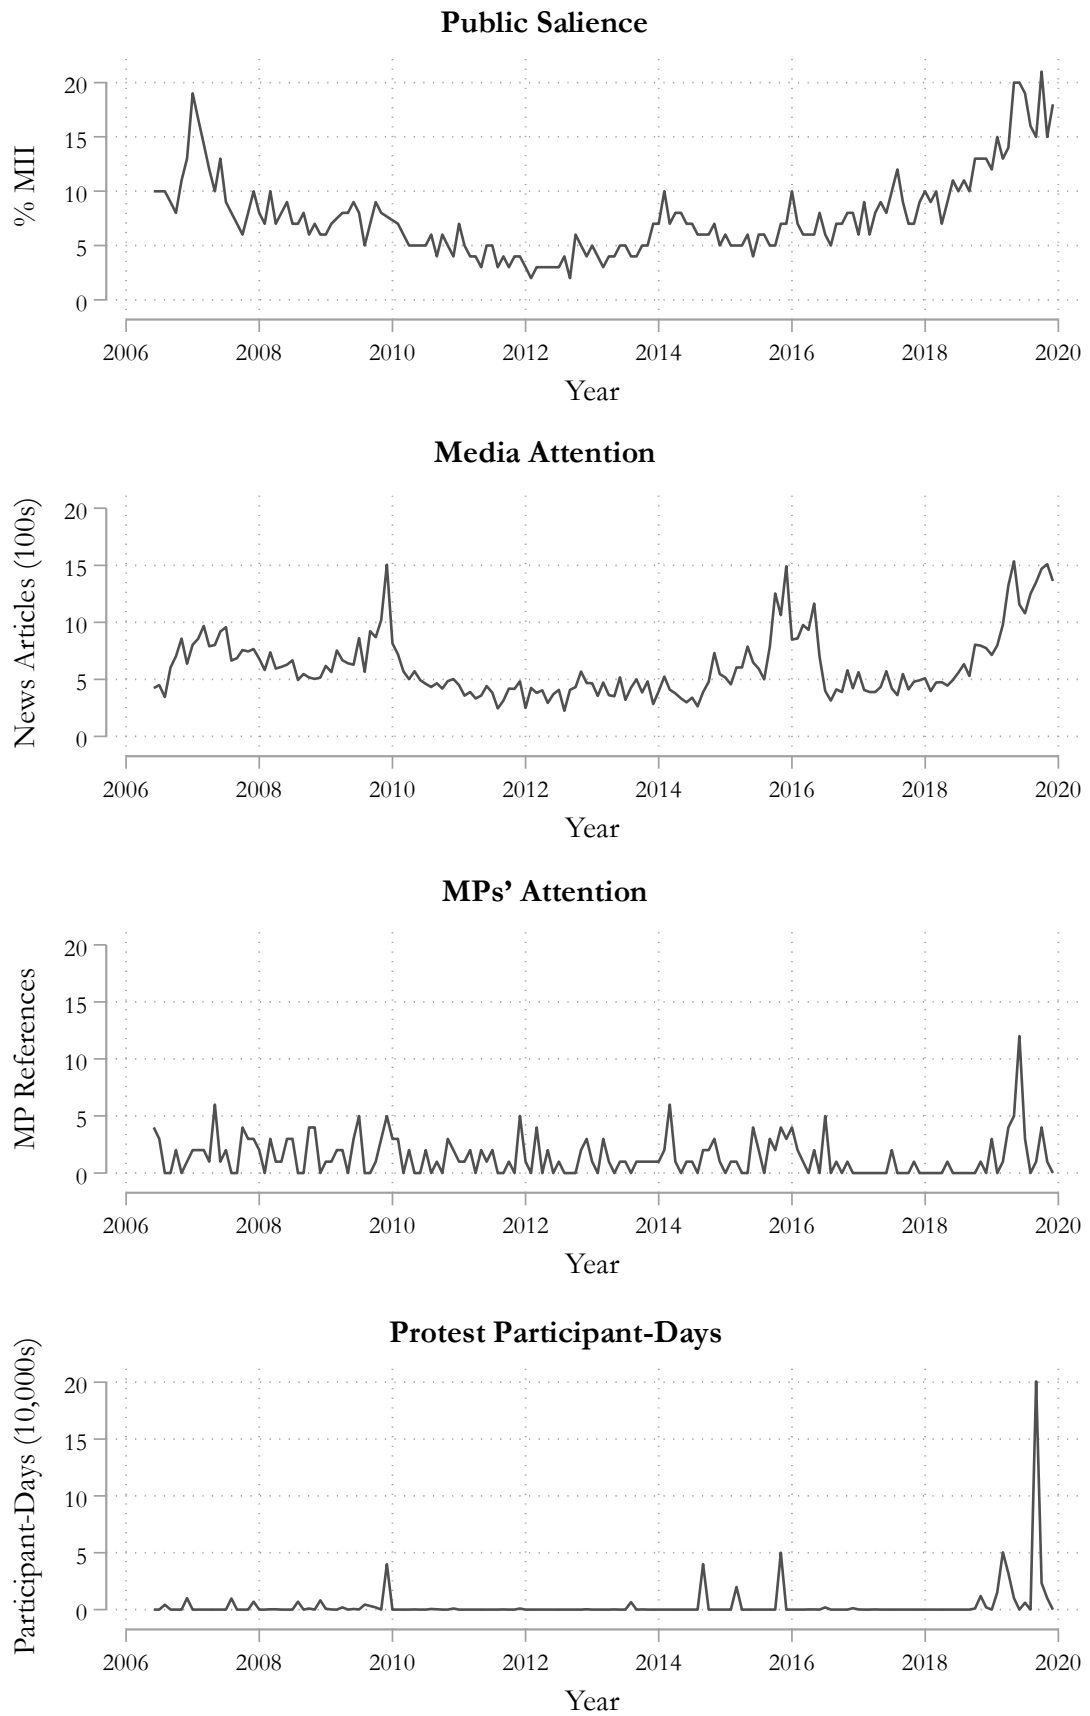 Public Salience
% MII
20
15
10
5
0
2006 2008 2010 2012 2014 2016 2018 2020
Year
Media Attention
News Articles (100s)
20
15
10
5
0
2006 2008 2010 2012 2014 2016 2018 2020
Year
MPs’ Attention
MP References
20
15
10
5
0
2006 2008 2010 2012 2014 2016 2018 2020
Year
Protest Participant-Days
Participant-Days (10,000s)
20
15
10
5
0
2006 2008 2010 2012 2014 2016 2018 2020
Year